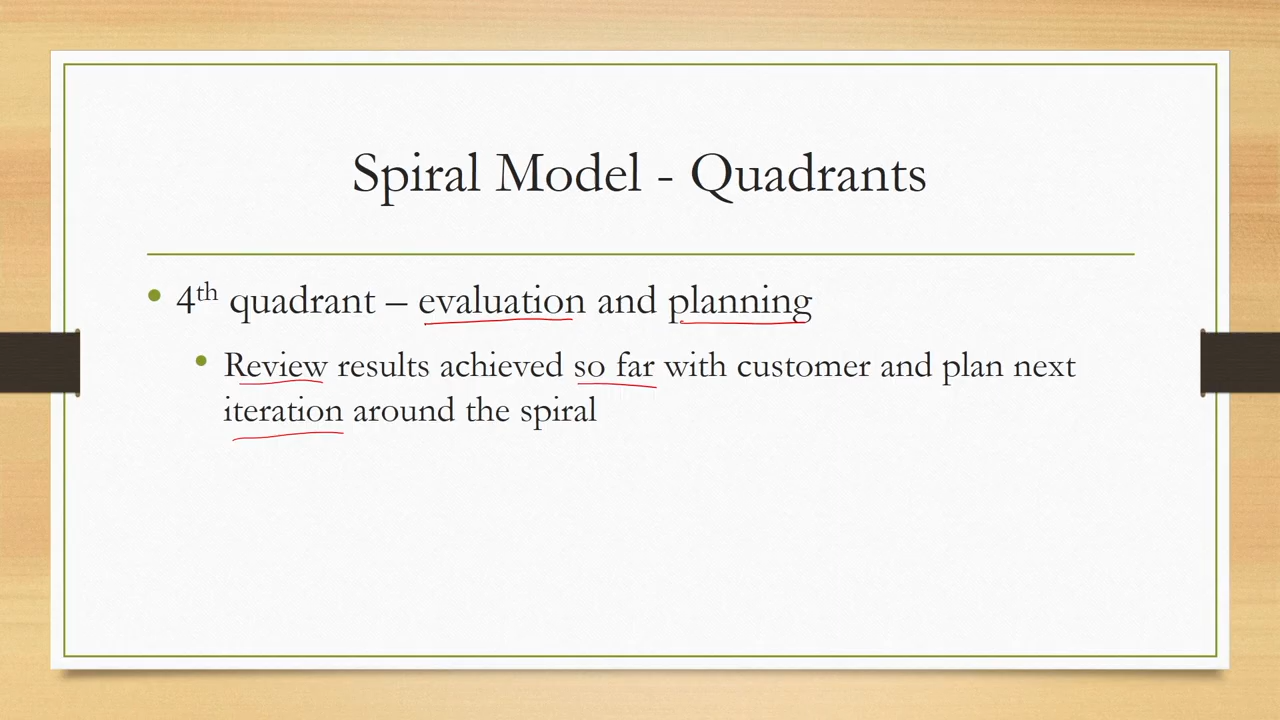 Spiral Model - Quadrants
• 4th quadrant – evaluation and planning
• Review results achieved so far with customer and plan next
iteration around the spiral